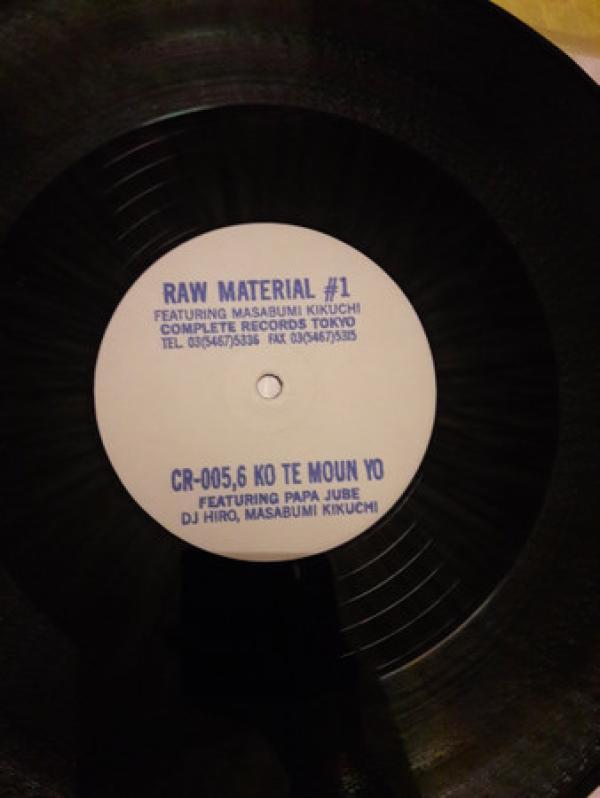 RAW MATERIAL #1
FEATURING MASABUMI KIKUCHI
COMPLETE RECORDS TOKYO
TEL. 03(5467)5336 FAX 03(5467)5315
CR-005,6 KO TE MOUN YO
FEATURING PAPA JUBE
DJ HIRO, MASABUMI KIKUCHI